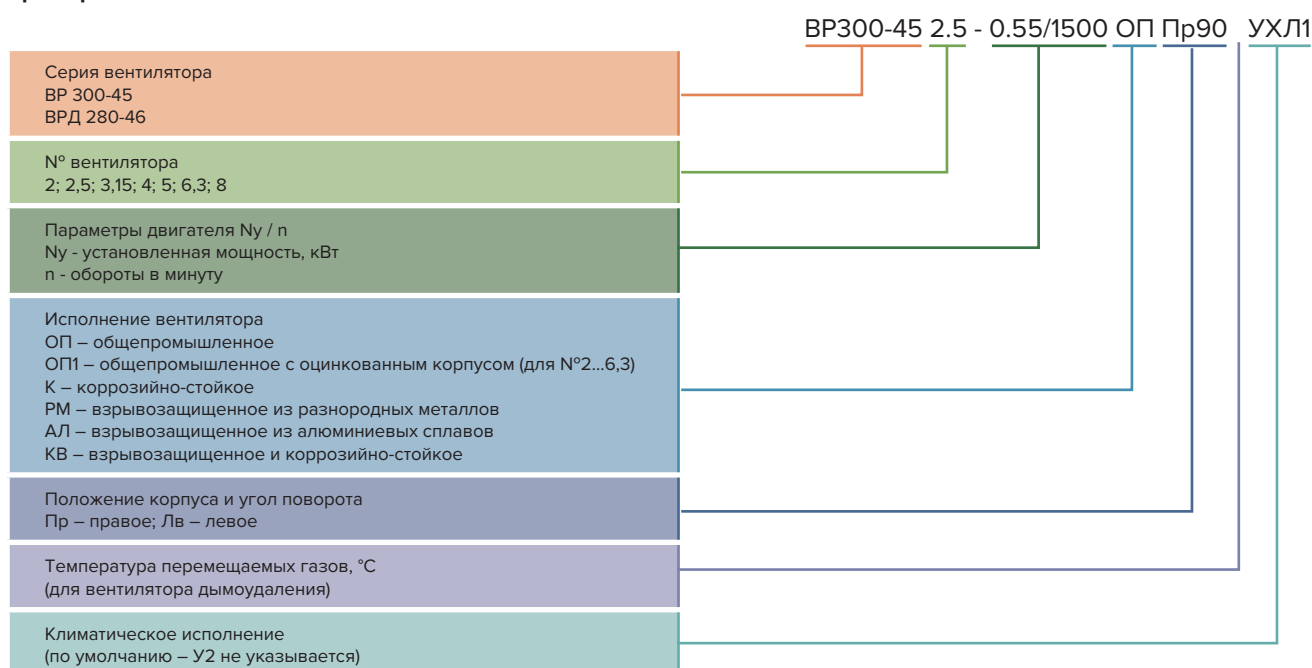 ВР300-45 2.5 - 0.55/1500 ОП Пр90 УХЛ1
Серия вентилятора
ВР 300-45
ВРД 280-46
№ вентилятора
2; 2,5; 3,15; 4; 5; 6,3; 8
Параметры двигателя Nу / n
Nу - установленная мощность, кВт
n - обороты в минуту
Исполнение вентилятора
ОП – общепромышленное
ОП1 – общепромышленное с оцинкованным корпусом (для №2...6,3)
К – коррозийно-стойкое
РМ – взрывозащищенное из разнородных металлов
АЛ – взрывозащищенное из алюминиевых сплавов
КВ – взрывозащищенное и коррозийно-стойкое
Положение корпуса и угол поворота
Пр – правое; Лв – левое
Температура перемещаемых газов, °С
(для вентилятора дымоудаления)
Климатическое исполнение
(по умолчанию – У2 не указывается)